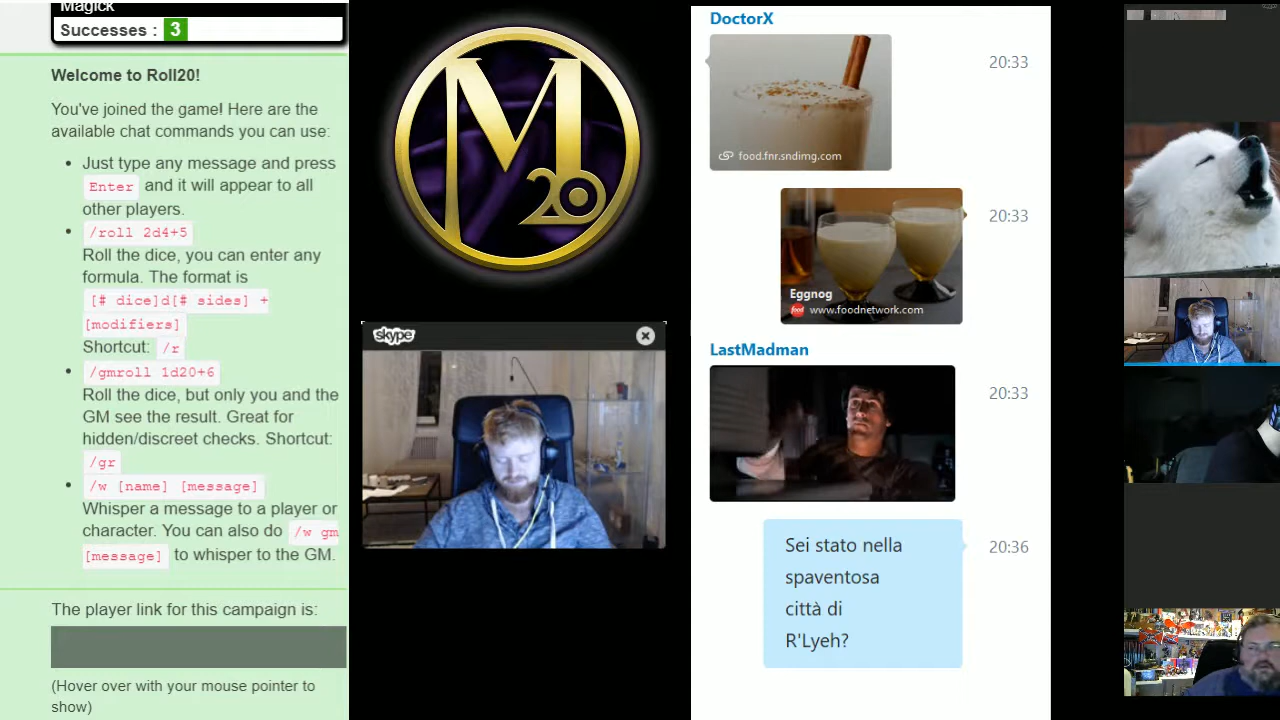 Magick
Successes : 3
Welcome to Roll20!
You've joined the game! Here are the
available chat commands you can use:
Just type any message and press
Enter and it will appear to all
other players.
/roll 2d4+5
Roll the dice, you can enter any
formula. The format is
[# dice]d[# sides] +
[modifiers]
Shortcut: /r
/gmroll 1d20+6
Roll the dice, but only you and the
GM see the result. Great for
hidden/discreet checks. Shortcut:
/gr
/w [name] [message]
Whisper a message to a player or
character. You can also do /w gm
[message] to whisper to the GM.
The player link for this campaign is:
(Hover over with your mouse pointer to
show)
M
20
skype
DoctorX
20:33
food.fnr.sndimg.com
20:33
Eggnog
food www.foodnetwork.com
LastMadman
20:33
Sei stato nella
spaventosa
città di
R'Lyeh?
20:36